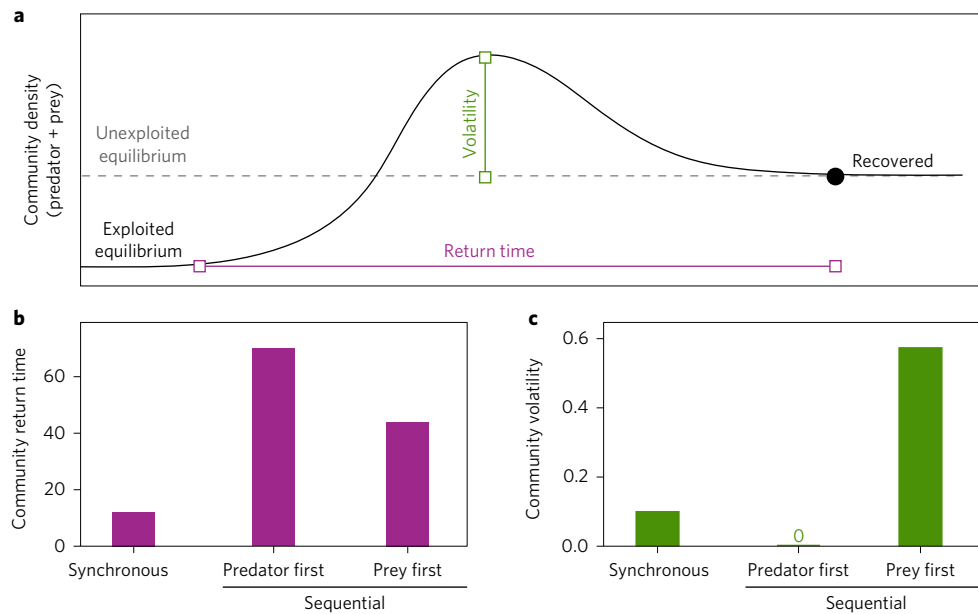 a
Community density
(predator + prey)
Unexploited
equilibrium
Volatility
Recovered
Exploited
equilibrium
Return time
b
Community return time
60
40
20
0
Synchronous
Predator first
Prey first
Sequential
c
Community volatility
0.6
0.4
0.2
0.0
0
Synchronous
Predator first
Prey first
Sequential